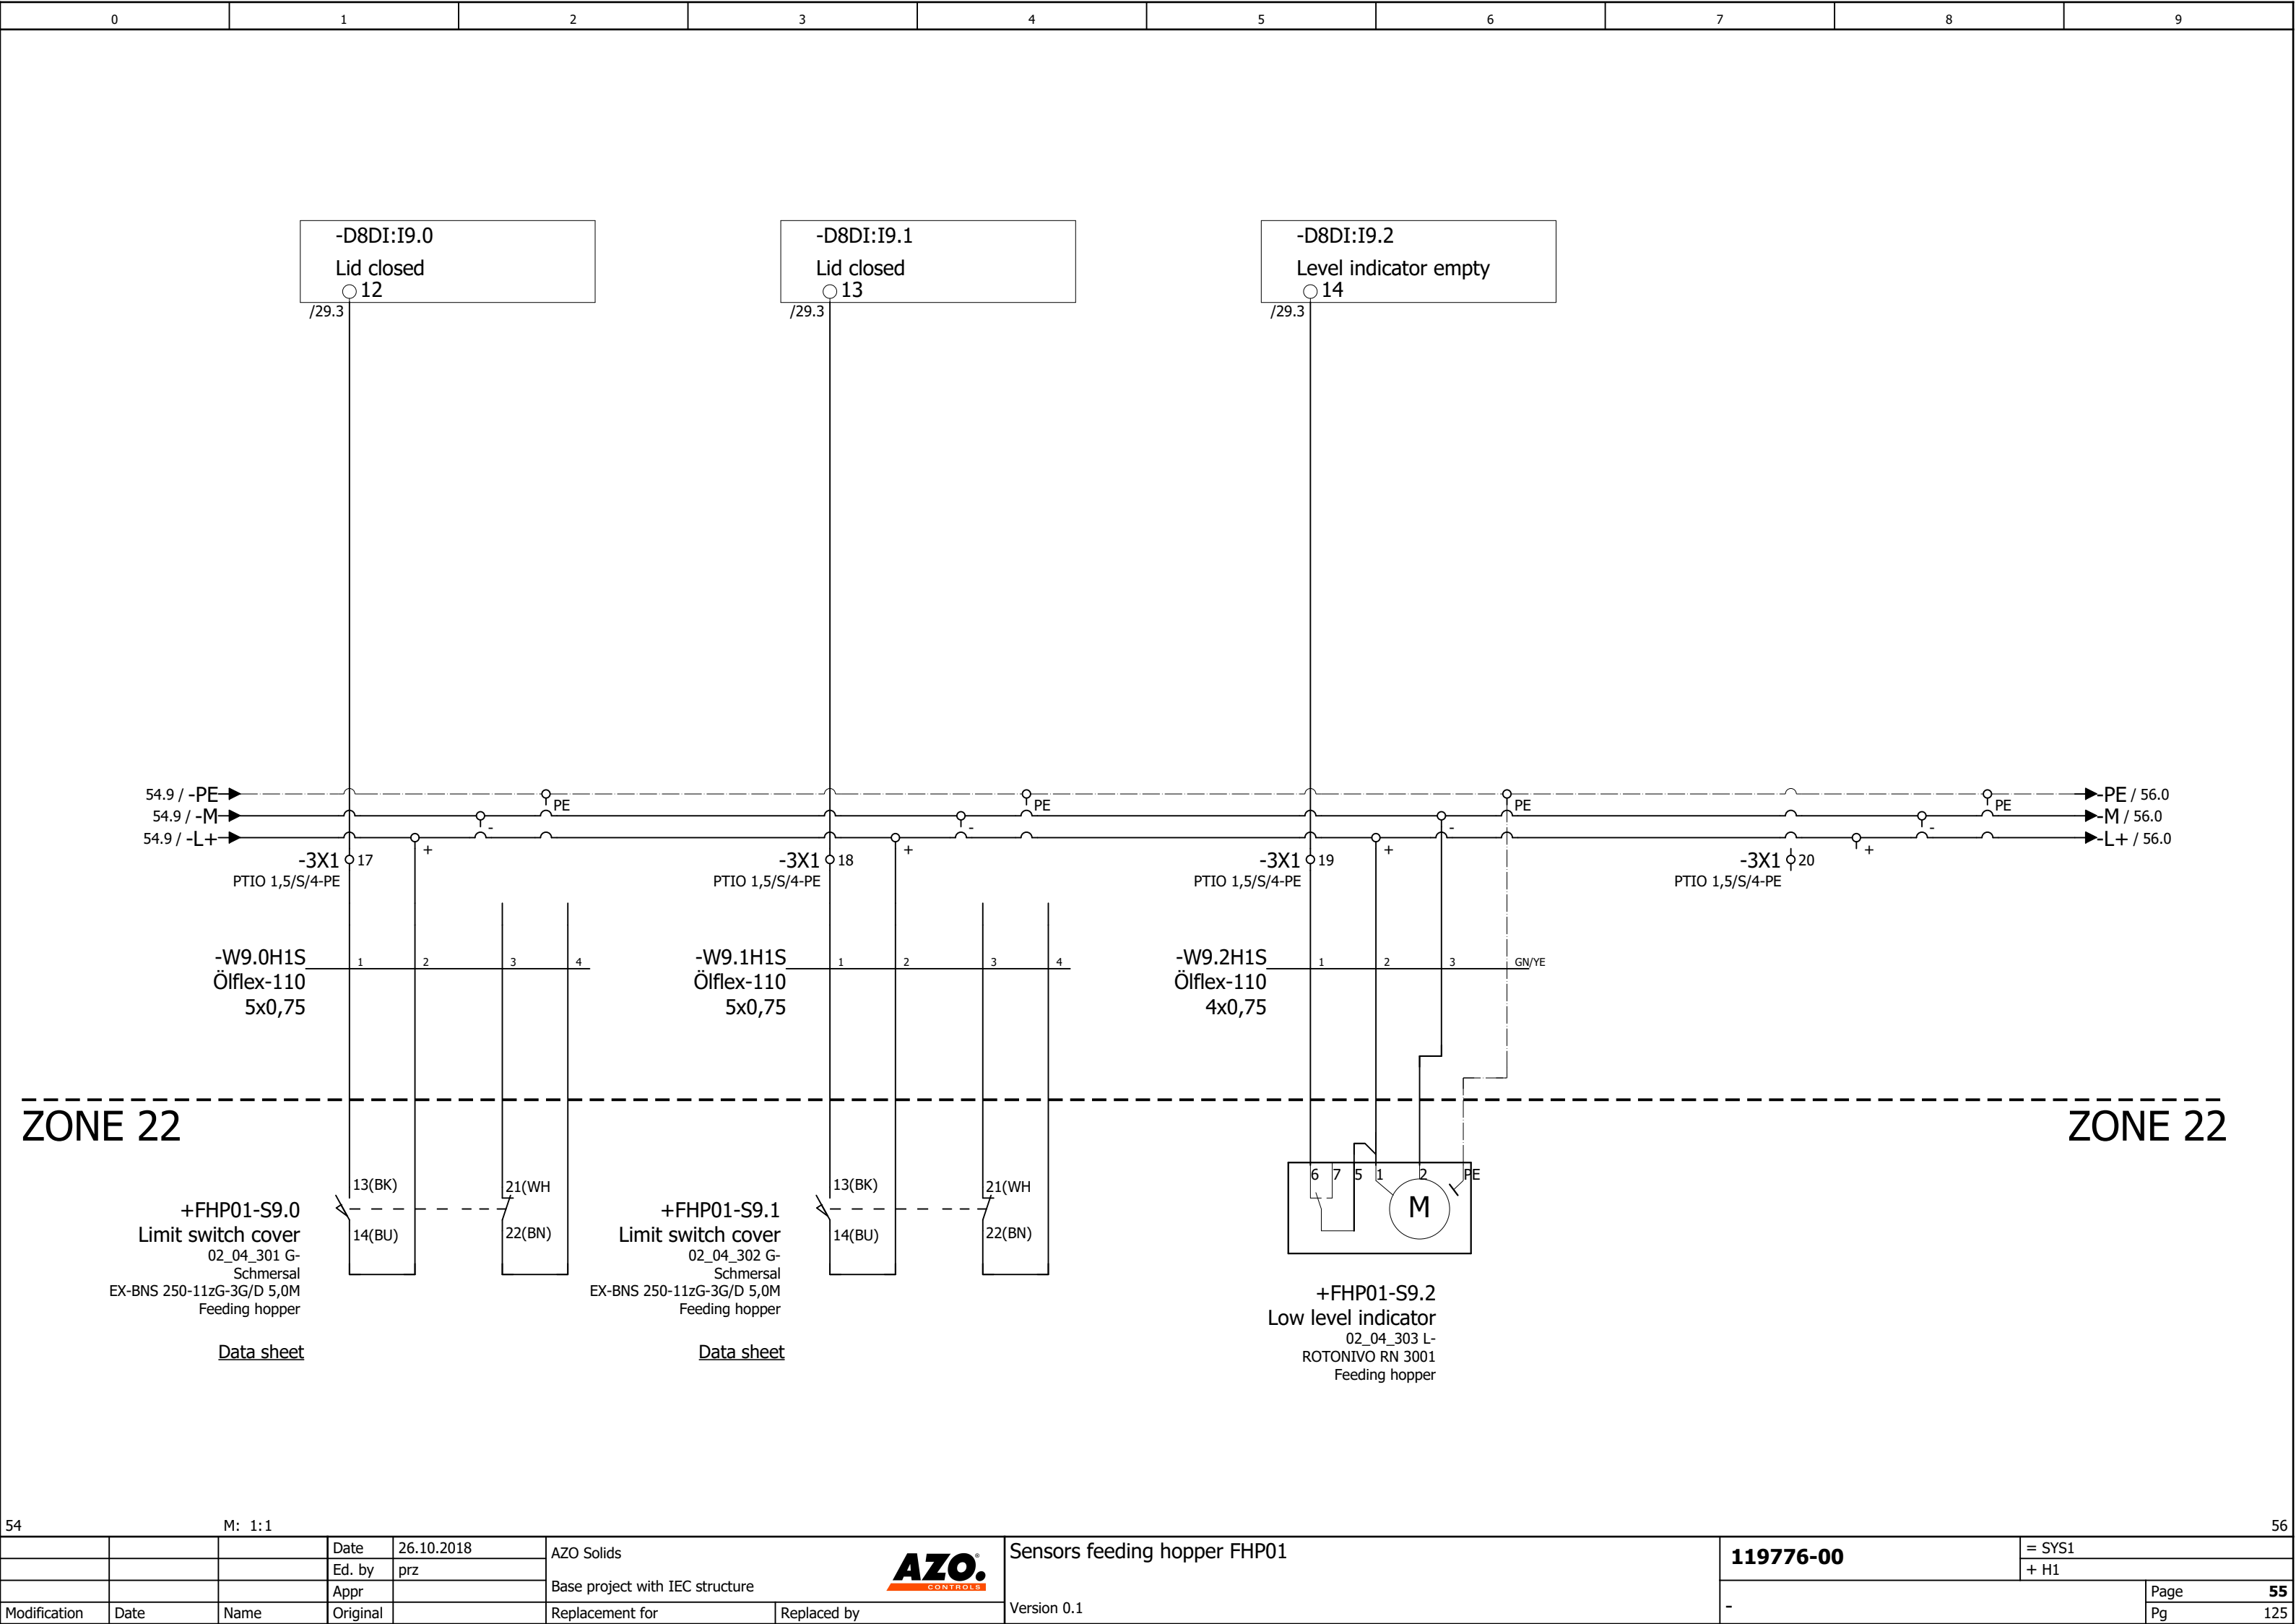 0 1 2 3 4 5 6 7 8 9
-D8DI:I9.0
Lid closed
12
/29.3
-D8DI:I9.1
Lid closed
13
/29.3
-D8DI:I9.2
Level indicator empty
14
/29.3
54.9 / -PE
54.9 / -M
54.9 / -L+
PE
-
+
PE
-
+
PE
-
+
PE
-
+
-PE / 56.0
-M / 56.0
-L+ / 56.0
-3X1 17
PTIO 1,5/S/4-PE
-3X1 18
PTIO 1,5/S/4-PE
-3X1 19
PTIO 1,5/S/4-PE
-3X1 20
PTIO 1,5/S/4-PE
-W9.0H1S
Ölflex-110
5x0,75
1 2 3 4
-W9.1H1S
Ölflex-110
5x0,75
1 2 3 4
-W9.2H1S
Ölflex-110
4x0,75
1 2 3 GN/YE
ZONE 22
ZONE 22
13(BK)
14(BU)
21(WH
22(BN)
+FHP01-S9.0
Limit switch cover
02_04_301 G-
Schmersal
EX-BNS 250-11zG-3G/D 5,0M
Feeding hopper
Data sheet
13(BK)
14(BU)
21(WH
22(BN)
+FHP01-S9.1
Limit switch cover
02_04_302 G-
Schmersal
EX-BNS 250-11zG-3G/D 5,0M
Feeding hopper
Data sheet
6 7 5 1 2 PE
M
+FHP01-S9.2
Low level indicator
02_04_303 L-
ROTONIVO RN 3001
Feeding hopper
54
M: 1:1
56
Modification Date Name
Date 26.10.2018
Ed. by prz
Appr
Original
AZO Solids
Base project with IEC structure
Replacement for
Replaced by
AZO.
CONTROLS
Sensors feeding hopper FHP01
Version 0.1
119776-00
-
= SYS1
+ H1
Page 55
Pg 125